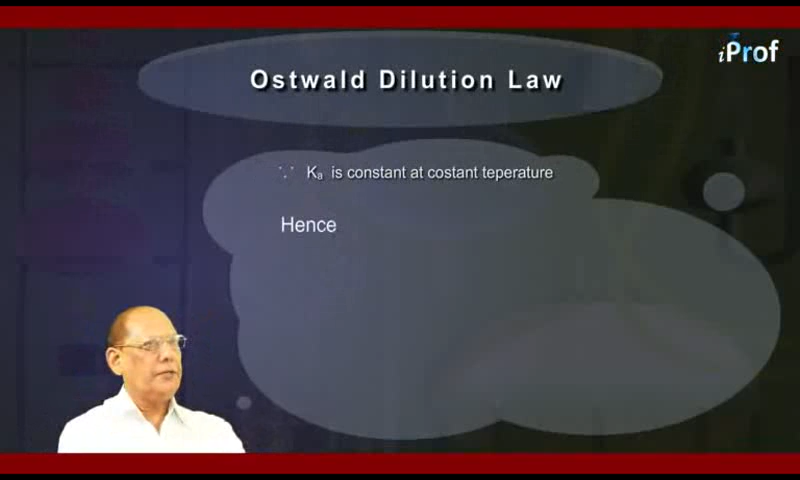 iProf
Ostwald Dilution Law
∵ Kₐ is constant at costant teperature
Hence